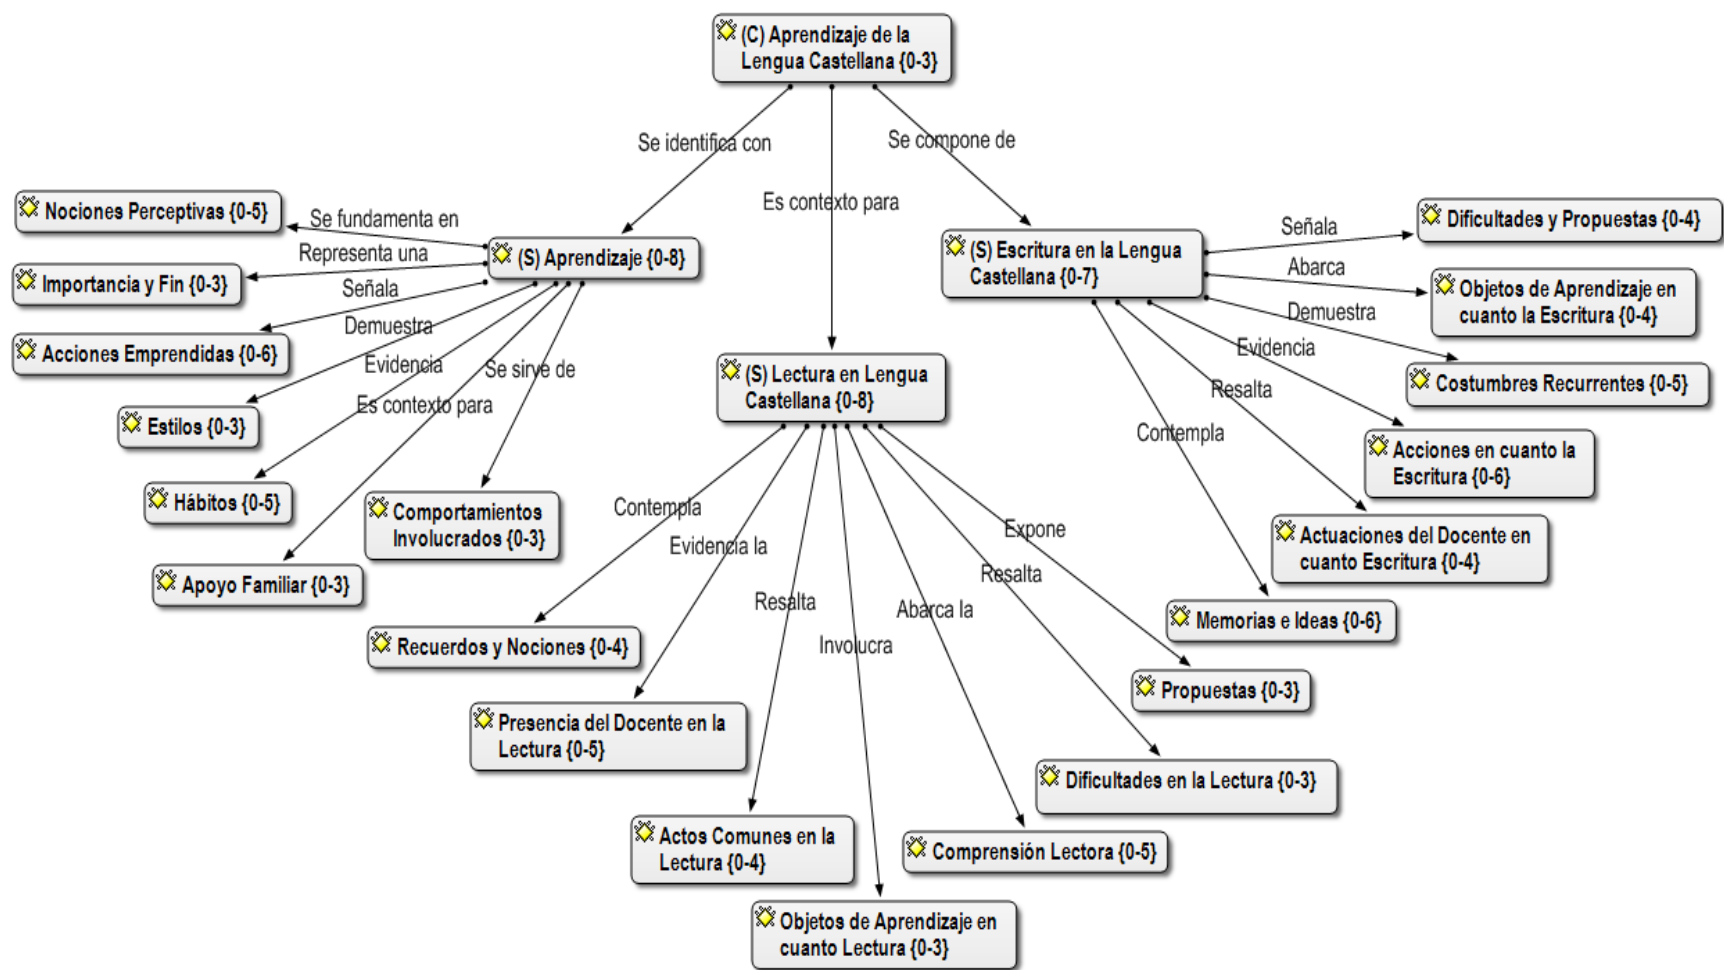 (C) Aprendizaje de la
Lengua Castellana {0-3}
Se identifica con
Se compone de
Es contexto para
Nociones Perceptivas {0-5}
Se fundamenta en
Representa una
(S) Aprendizaje {0-8}
Importancia y Fin {0-3}
Señala
Demuestra
Acciones Emprendidas {0-6}
Evidencia
Se sirve de
Es contexto para
Estilos {0-3}
Hábitos {0-5}
Comportamientos
Involucrados {0-3}
Apoyo Familiar {0-3}
(S) Escritura en la Lengua
Castellana {0-7}
Señala
Dificultades y Propuestas {0-4}
Abarca
Objetos de Aprendizaje en
cuanto la Escritura {0-4}
Demuestra
Evidencia
Costumbres Recurrentes {0-5}
Resalta
Contempla
Acciones en cuanto la
Escritura {0-6}
Actuaciones del Docente en
cuanto Escritura {0-4}
Memorias e Ideas {0-6}
(S) Lectura en Lengua
Castellana {0-8}
Contempla
Evidencia la
Resalta
Involucra
Abarca la
Resalta
Expone
Recuerdos y Nociones {0-4}
Propuestas {0-3}
Presencia del Docente en la
Lectura {0-5}
Dificultades en la Lectura {0-3}
Actos Comunes en la
Lectura {0-4}
Comprensión Lectora {0-5}
Objetos de Aprendizaje en
cuanto Lectura {0-3}